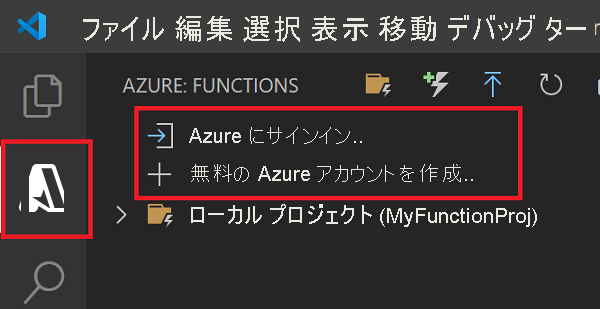 ファイル 編集 選択 表示 移動 デバッグ ター
AZURE: FUNCTIONS
Azure にサインイン..
無料の Azure アカウントを作成..
ローカル プロジェクト (MyFunctionProj)